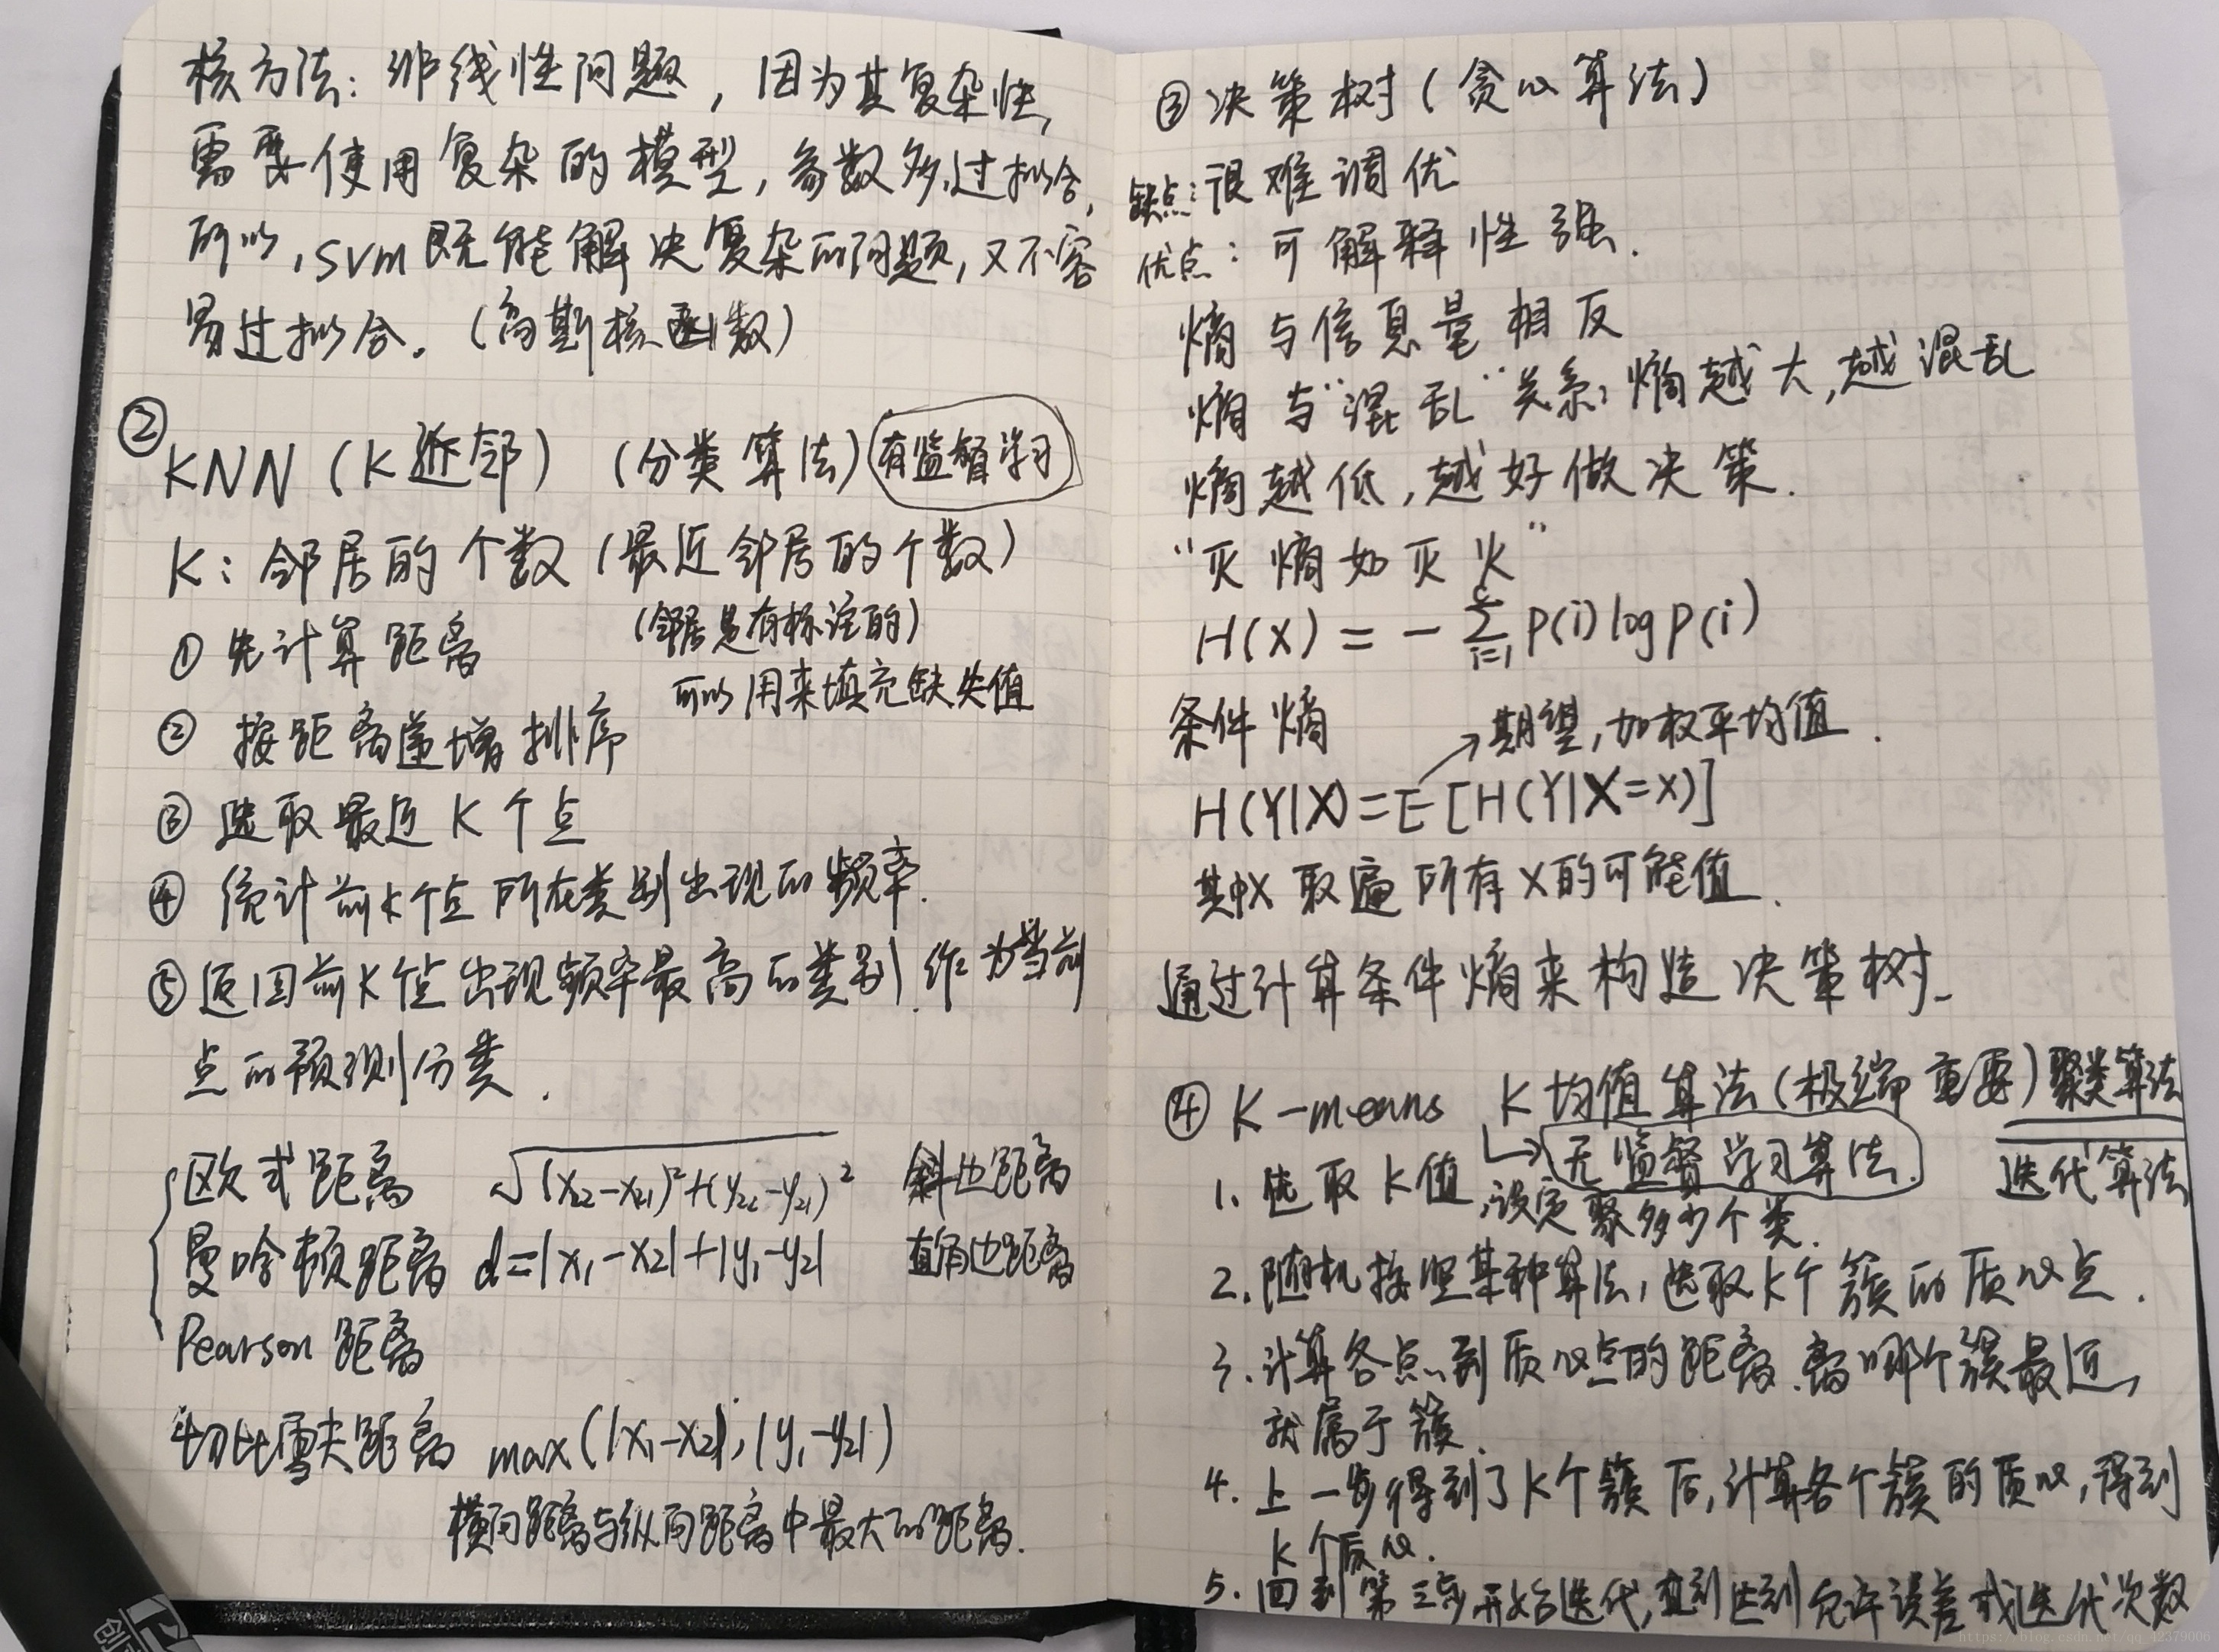 核方法：非线性问题，因为其复杂性，
需要使用复杂的模型，参数多，过拟合，
所以，svm既能解决复杂的问题，又不容
易过拟合。（高斯核函数）
②
KNN（K近邻）（分类算法）有监督学习
K：邻居的个数（最近邻居的个数）
（邻居是有标注的）
① 先计算距离
可以用来填充缺失值
② 按距离递增排序
③ 选取最近K个点
④ 统计前K个点所在类别出现的频率.
⑤ 返回前K个点出现频率最高的类别，作为当前
点的预测分类.
欧式距离 √(x₂₂-x₂₁)²+(y₂₂-y₂₁)² 斜边距离
曼哈顿距离 d=|x₁-x₂|+|y₁-y₂| 直角边距离
Pearson 距离
切比雪夫距离 max(|x₁-x₂|,|y₁-y₂|)
横向距离与纵向距离中最大的距离.
③ 决策树（贪心算法）
缺点：很难调优
优点：可解释性强.
熵与信息量相反
熵与"混乱"关系，熵越大，越混乱
熵越低，越好做决策.
"灭熵如灭火"
H(X)=-∑P(i)logP(i)
i=1
条件熵 →期望，加权平均值.
H(Y|X)=E[H(Y|X=x)]
其中x取遍所有X的可能值.
通过计算条件熵来构造决策树.
④ K-means K均值算法（极端重要）聚类算法
无监督学习算法. 迭代算法
1. 选取K值，设定聚多少个类.
2. 随机按照某种算法，选取K个簇的质心点.
3. 计算各点到质心点的距离.离哪个簇最近，
就属于簇.
4. 上一步得到了K个簇后，计算各个簇的质心，得到
K个质心.
5. 回到第三步开始迭代，直到达到允许误差或迭代次数
创
https://blog.csdn.net/qq_42379006